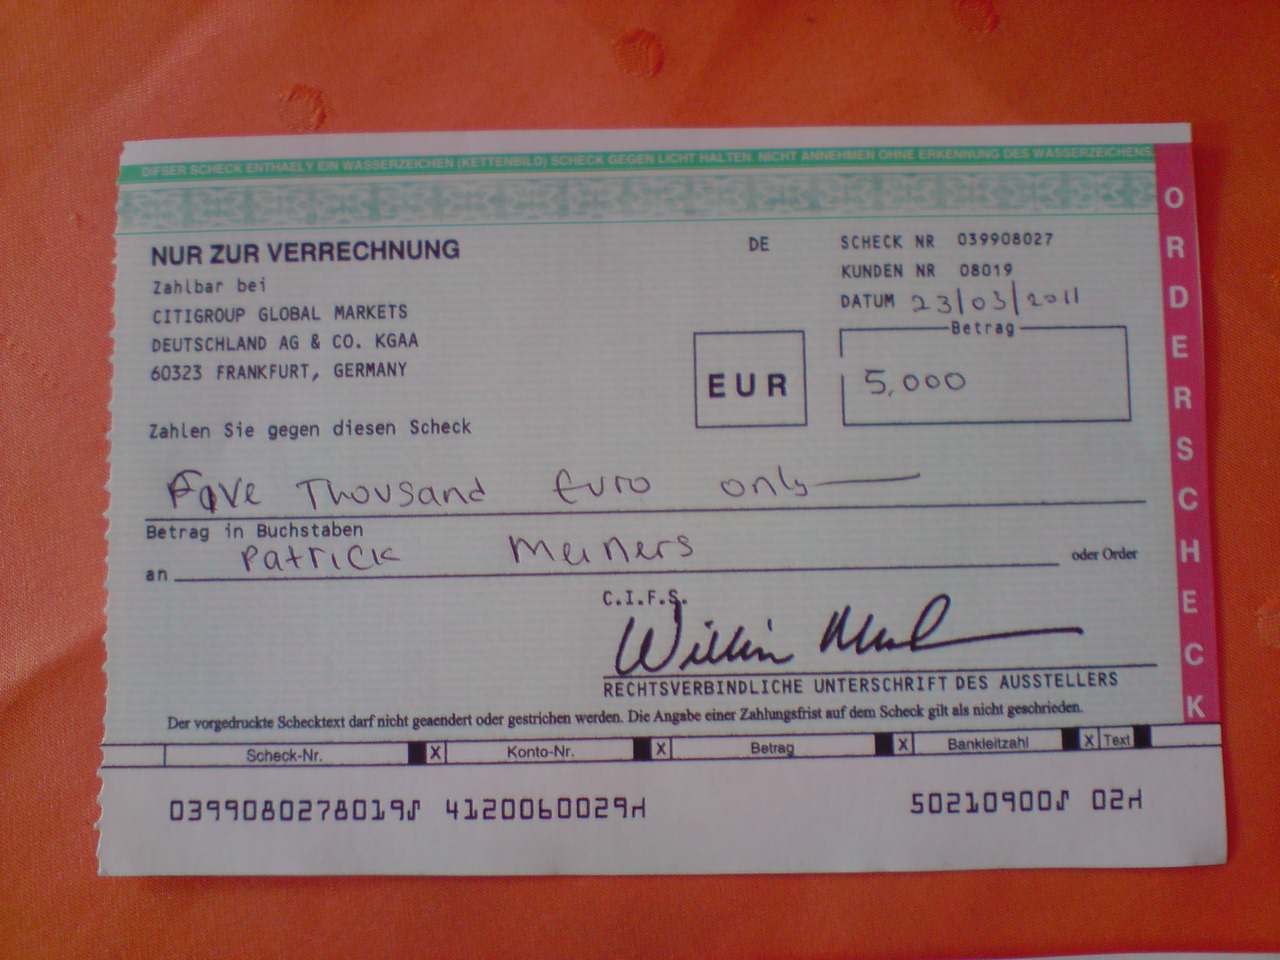 DIESER SCHECK ENTHAELT EIN WASSERZEICHEN (KETTENBILD) SCHECK GEGEN LICHT HALTEN. NICHT ANNEHMEN OHNE ERKENNUNG DES WASSERZEICHENS
ORDERSCHECK
NUR ZUR VERRECHNUNG
DE
SCHECK NR 039908027
Zahlbar bei
KUNDEN NR 08019
CITIGROUP GLOBAL MARKETS
DATUM 23/03/2011
DEUTSCHLAND AG & CO. KGAA
Betrag
60323 FRANKFURT, GERMANY
EUR
5,000
Zahlen Sie gegen diesen Scheck
Five Thousand Euro only
Betrag in Buchstaben
an Patrick Meiners oder Order
C.I.F.S.
RECHTSVERBINDLICHE UNTERSCHRIFT DES AUSSTELLERS
Der vorgedruckte Schecktext darf nicht geaendert oder gestrichen werden. Die Angabe einer Zahlungsfrist auf dem Scheck gilt als nicht geschrieben.
Scheck-Nr. X Konto-Nr. X Betrag X Bankleitzahl X Text
0399080278019⑀ 4120060029⑁ 50210900⑀ 02⑁